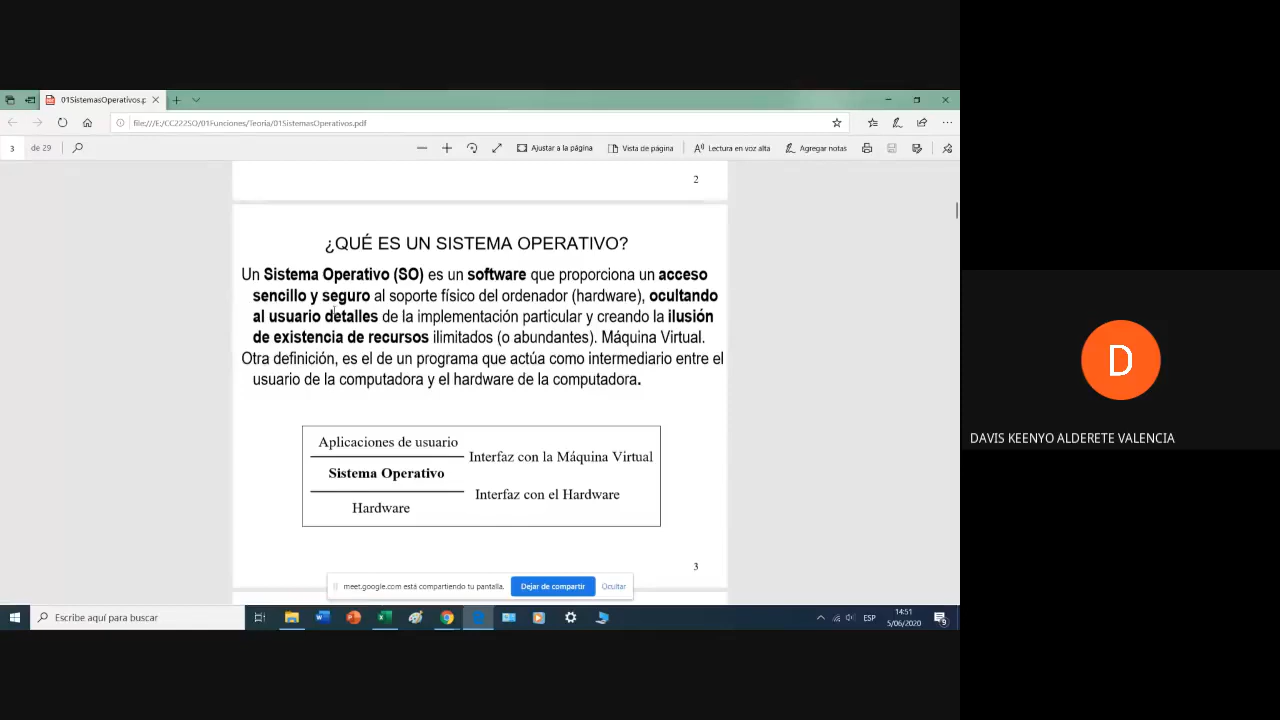 01SistemasOperativos.p
file:///E:/CC222SO/01Funciones/Teoria/01SistemasOperativos.pdf
3 de 29
Ajustar a la página
Vista de página
Lectura en voz alta
Agregar notas
2
¿QUÉ ES UN SISTEMA OPERATIVO?
Un Sistema Operativo (SO) es un software que proporciona un acceso
sencillo y seguro al soporte físico del ordenador (hardware), ocultando
al usuario detalles de la implementación particular y creando la ilusión
de existencia de recursos ilimitados (o abundantes). Máquina Virtual.
Otra definición, es el de un programa que actúa como intermediario entre el
usuario de la computadora y el hardware de la computadora.
Aplicaciones de usuario
Interfaz con la Máquina Virtual
Sistema Operativo
Interfaz con el Hardware
Hardware
3
meet.google.com está compartiendo tu pantalla.
Dejar de compartir
Ocultar
Escribe aquí para buscar
ESP
14:51
5/06/2020
9
D
DAVIS KEENYO ALDERETE VALENCIA